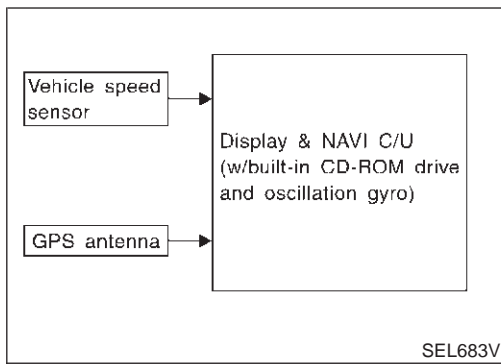 Vehicle speed
sensor
Display & NAVI C/U
(w/built-in CD-ROM drive
and oscillation gyro)
GPS antenna
SEL683V